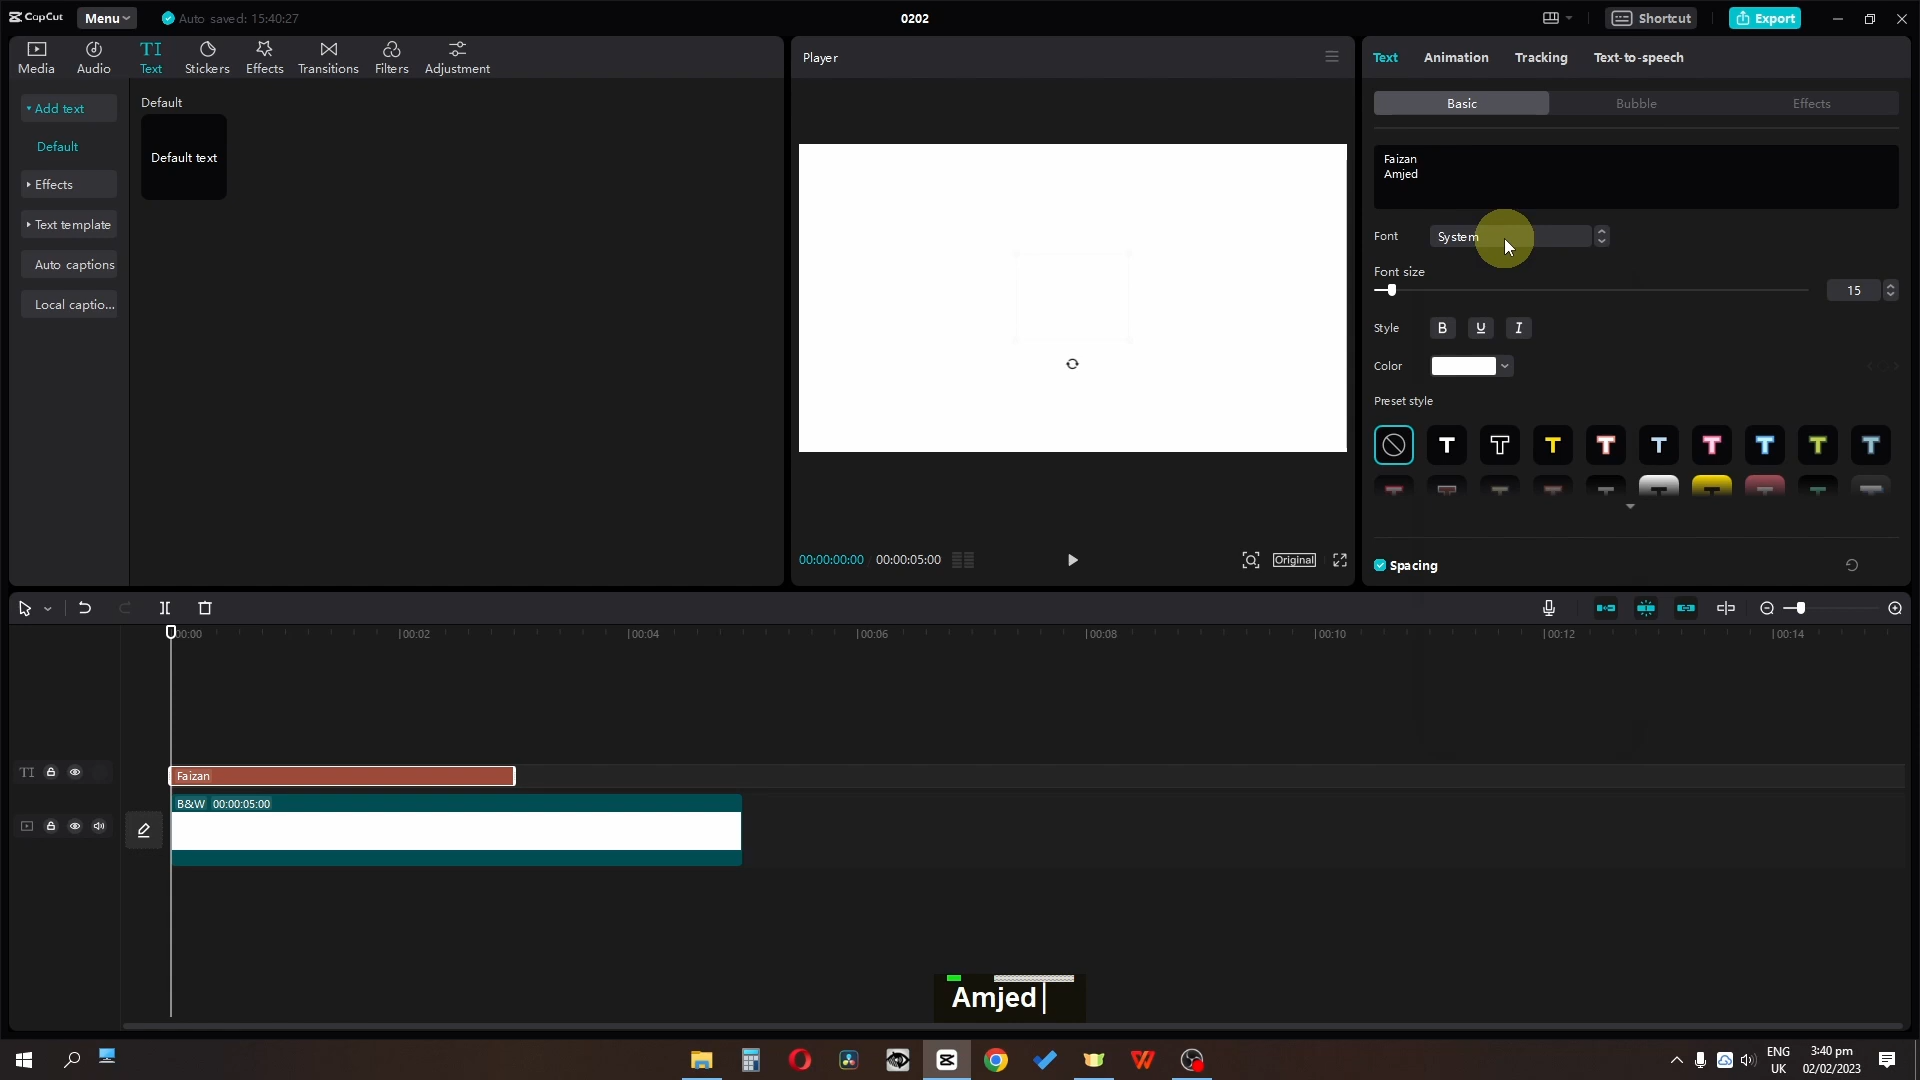 CapCut
Menu
Auto saved: 15:40:27
0202
Shortcut
Export
Media
Audio
Text
Stickers
Effects
Transitions
Filters
Adjustment
Add text
Default
Effects
Text template
Auto captions
Local captio...
Default
Default text
Player
00:00:00:00
00:00:05:00
Original
Text
Animation
Tracking
Text-to-speech
Basic
Bubble
Effects
Faizan
Amjed
Font
System
Font size
15
Style
B
U
I
Color
Preset style
Spacing
00:00
00:02
00:04
00:06
00:08
00:10
00:12
00:14
TI
Faizan
B&W 00:00:05:00
Amjed
ENG
UK
3:40 pm
02/02/2023